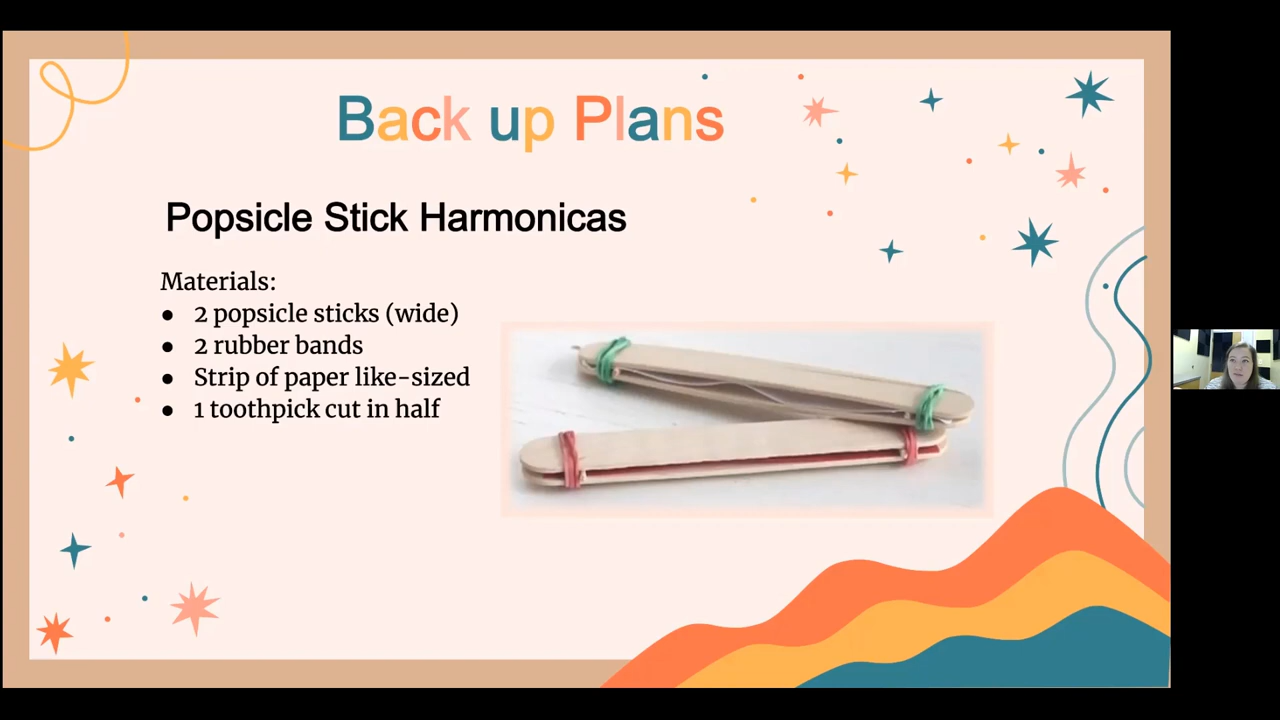 Back up Plans
Popsicle Stick Harmonicas
Materials:
● 2 popsicle sticks (wide)
● 2 rubber bands
● Strip of paper like-sized
● 1 toothpick cut in half